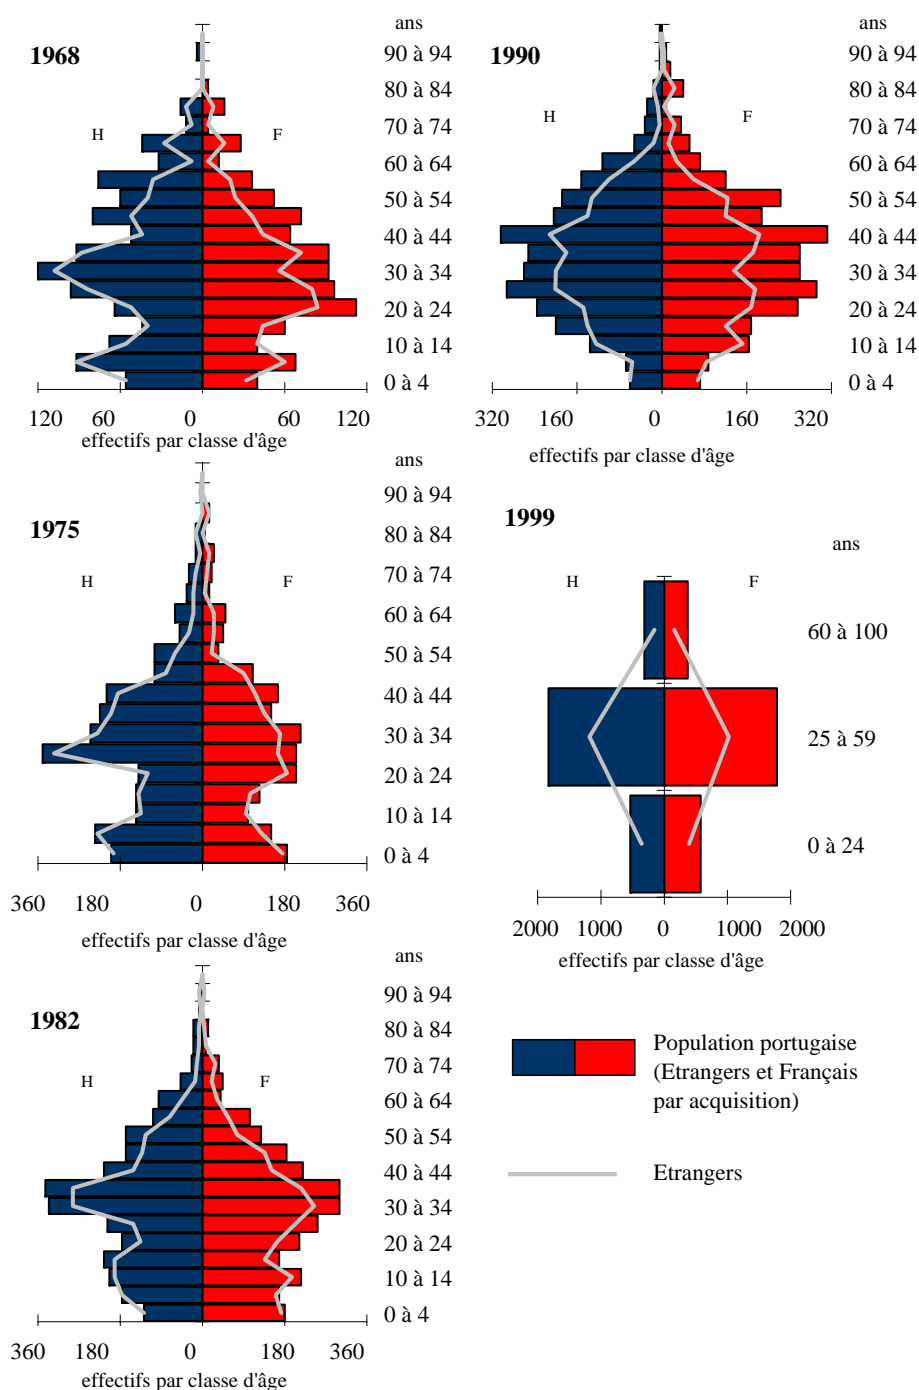 1968
ans
90 à 94
80 à 84
70 à 74
60 à 64
50 à 54
40 à 44
30 à 34
20 à 24
10 à 14
0 à 4
H
F
120 60 0 60 120
effectifs par classe d'âge
1990
ans
90 à 94
80 à 84
70 à 74
60 à 64
50 à 54
40 à 44
30 à 34
20 à 24
10 à 14
0 à 4
H
F
320 160 0 160 320
effectifs par classe d'âge
1975
ans
90 à 94
80 à 84
70 à 74
60 à 64
50 à 54
40 à 44
30 à 34
20 à 24
10 à 14
0 à 4
H
F
360 180 0 180 360
effectifs par classe d'âge
1999
ans
H
F
60 à 100
25 à 59
0 à 24
2000 1000 0 1000 2000
effectifs par classe d'âge
1982
ans
90 à 94
80 à 84
70 à 74
60 à 64
50 à 54
40 à 44
30 à 34
20 à 24
10 à 14
0 à 4
H
F
360 180 0 180 360
effectifs par classe d'âge
Population portugaise
(Etrangers et Français
par acquisition)
Etrangers